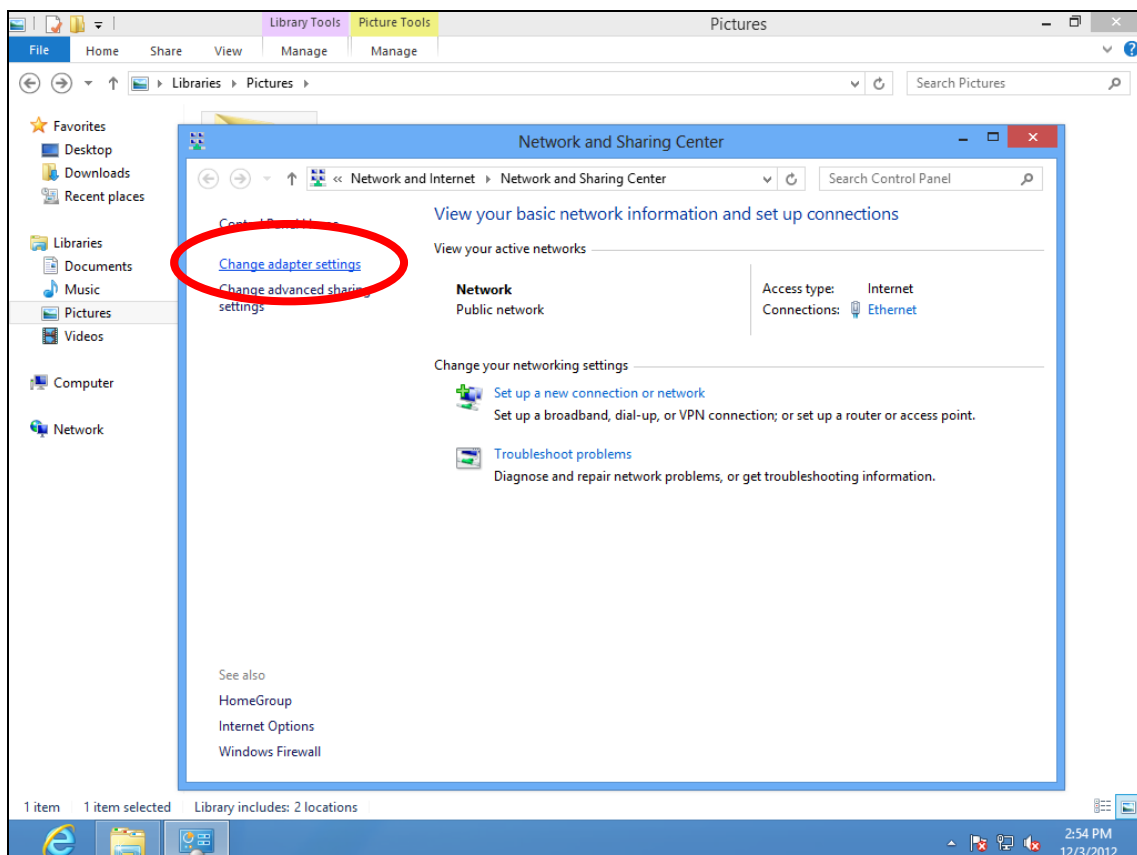 Library Tools Picture Tools Pictures
File Home Share View Manage Manage
Libraries Pictures Search Pictures
Favorites
Desktop
Downloads
Recent places
Libraries
Documents
Music
Pictures
Videos
Computer
Network
Network and Sharing Center
« Network and Internet Network and Sharing Center Search Control Panel
Control Panel Home
Change adapter settings
Change advanced sharing
settings
View your basic network information and set up connections
View your active networks
Network
Public network
Access type: Internet
Connections: Ethernet
Change your networking settings
Set up a new connection or network
Set up a broadband, dial-up, or VPN connection; or set up a router or access point.
Troubleshoot problems
Diagnose and repair network problems, or get troubleshooting information.
See also
HomeGroup
Internet Options
Windows Firewall
1 item 1 item selected Library includes: 2 locations
2:54 PM
12/3/2012